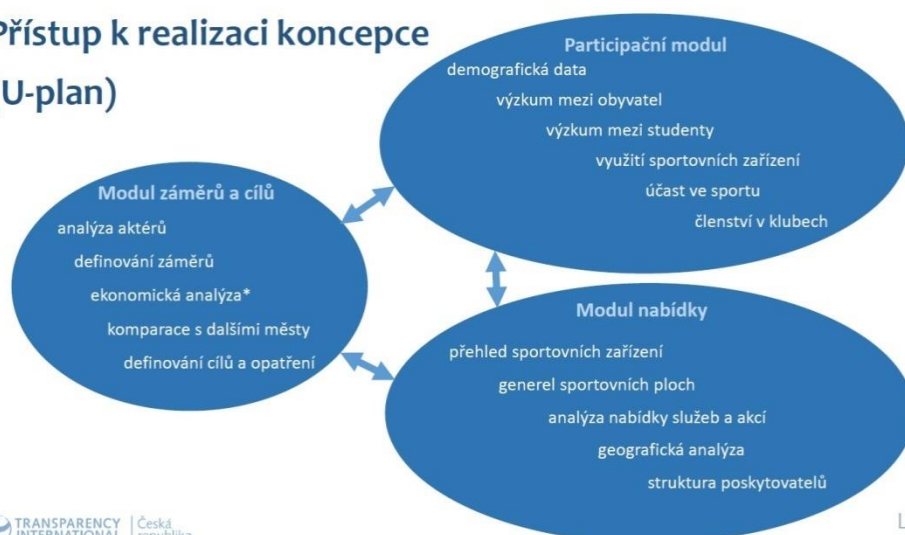 Přístup k realizaci koncepce
U-plan)
Participační modul
demografická data
výzkum mezi obyvatel
výzkum mezi studenty
využití sportovních zařízení
účast ve sportu
členství v klubech
Modul záměrů a cílů
analýza aktérů
definování záměrů
ekonomická analýza*
komparace s dalšími městy
definování cílů a opatření
Modul nabídky
přehled sportovních zařízení
generel sportovních ploch
analýza nabídky služeb a akcí
geografická analýza
struktura poskytovatelů
TRANSPARENCY
INTERNATIONAL
Česká
republika
L